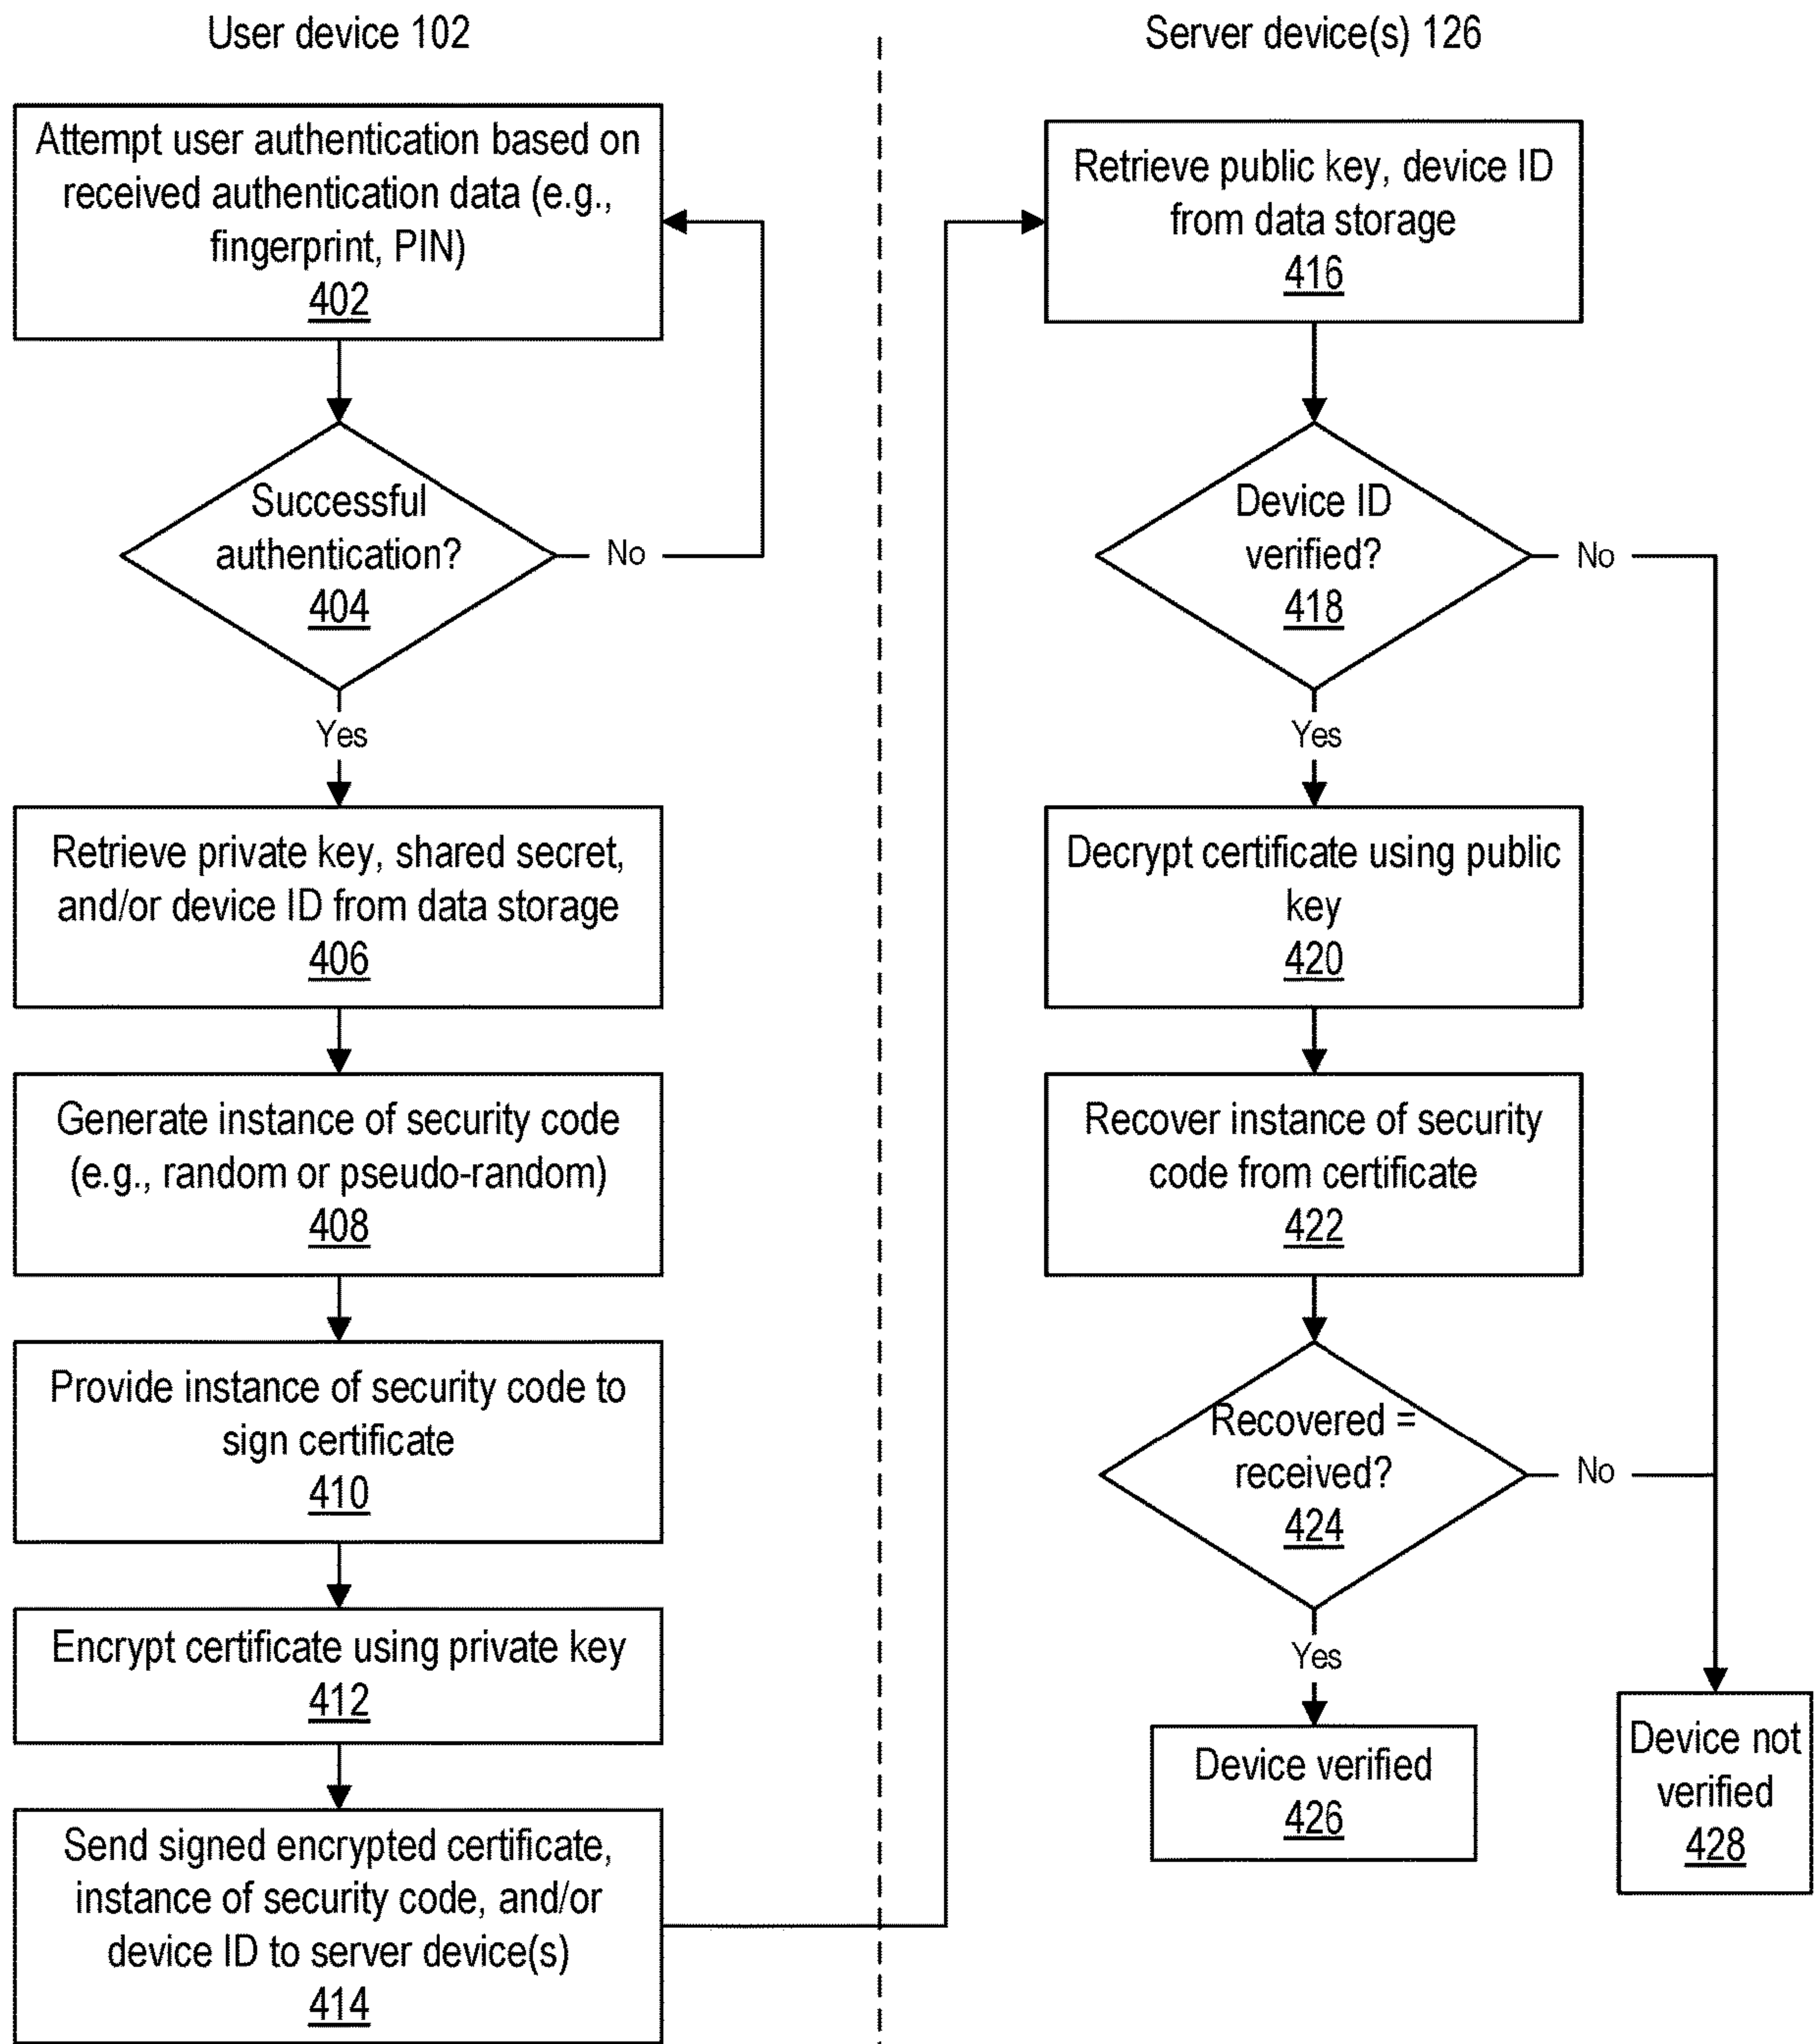 User device 102
Attempt user authentication based on
received authentication data (e.g.,
fingerprint, PIN)
402
Successful
authentication?
404
No
Yes
Retrieve private key, shared secret,
and/or device ID from data storage
406
Generate instance of security code
(e.g., random or pseudo-random)
408
Provide instance of security code to
sign certificate
410
Encrypt certificate using private key
412
Send signed encrypted certificate,
instance of security code, and/or
device ID to server device(s)
414
Server device(s) 126
Retrieve public key, device ID
from data storage
416
Device ID
verified?
418
No
Yes
Decrypt certificate using public
key
420
Recover instance of security
code from certificate
422
Recovered =
received?
424
No
Yes
Device verified
426
Device not
verified
428